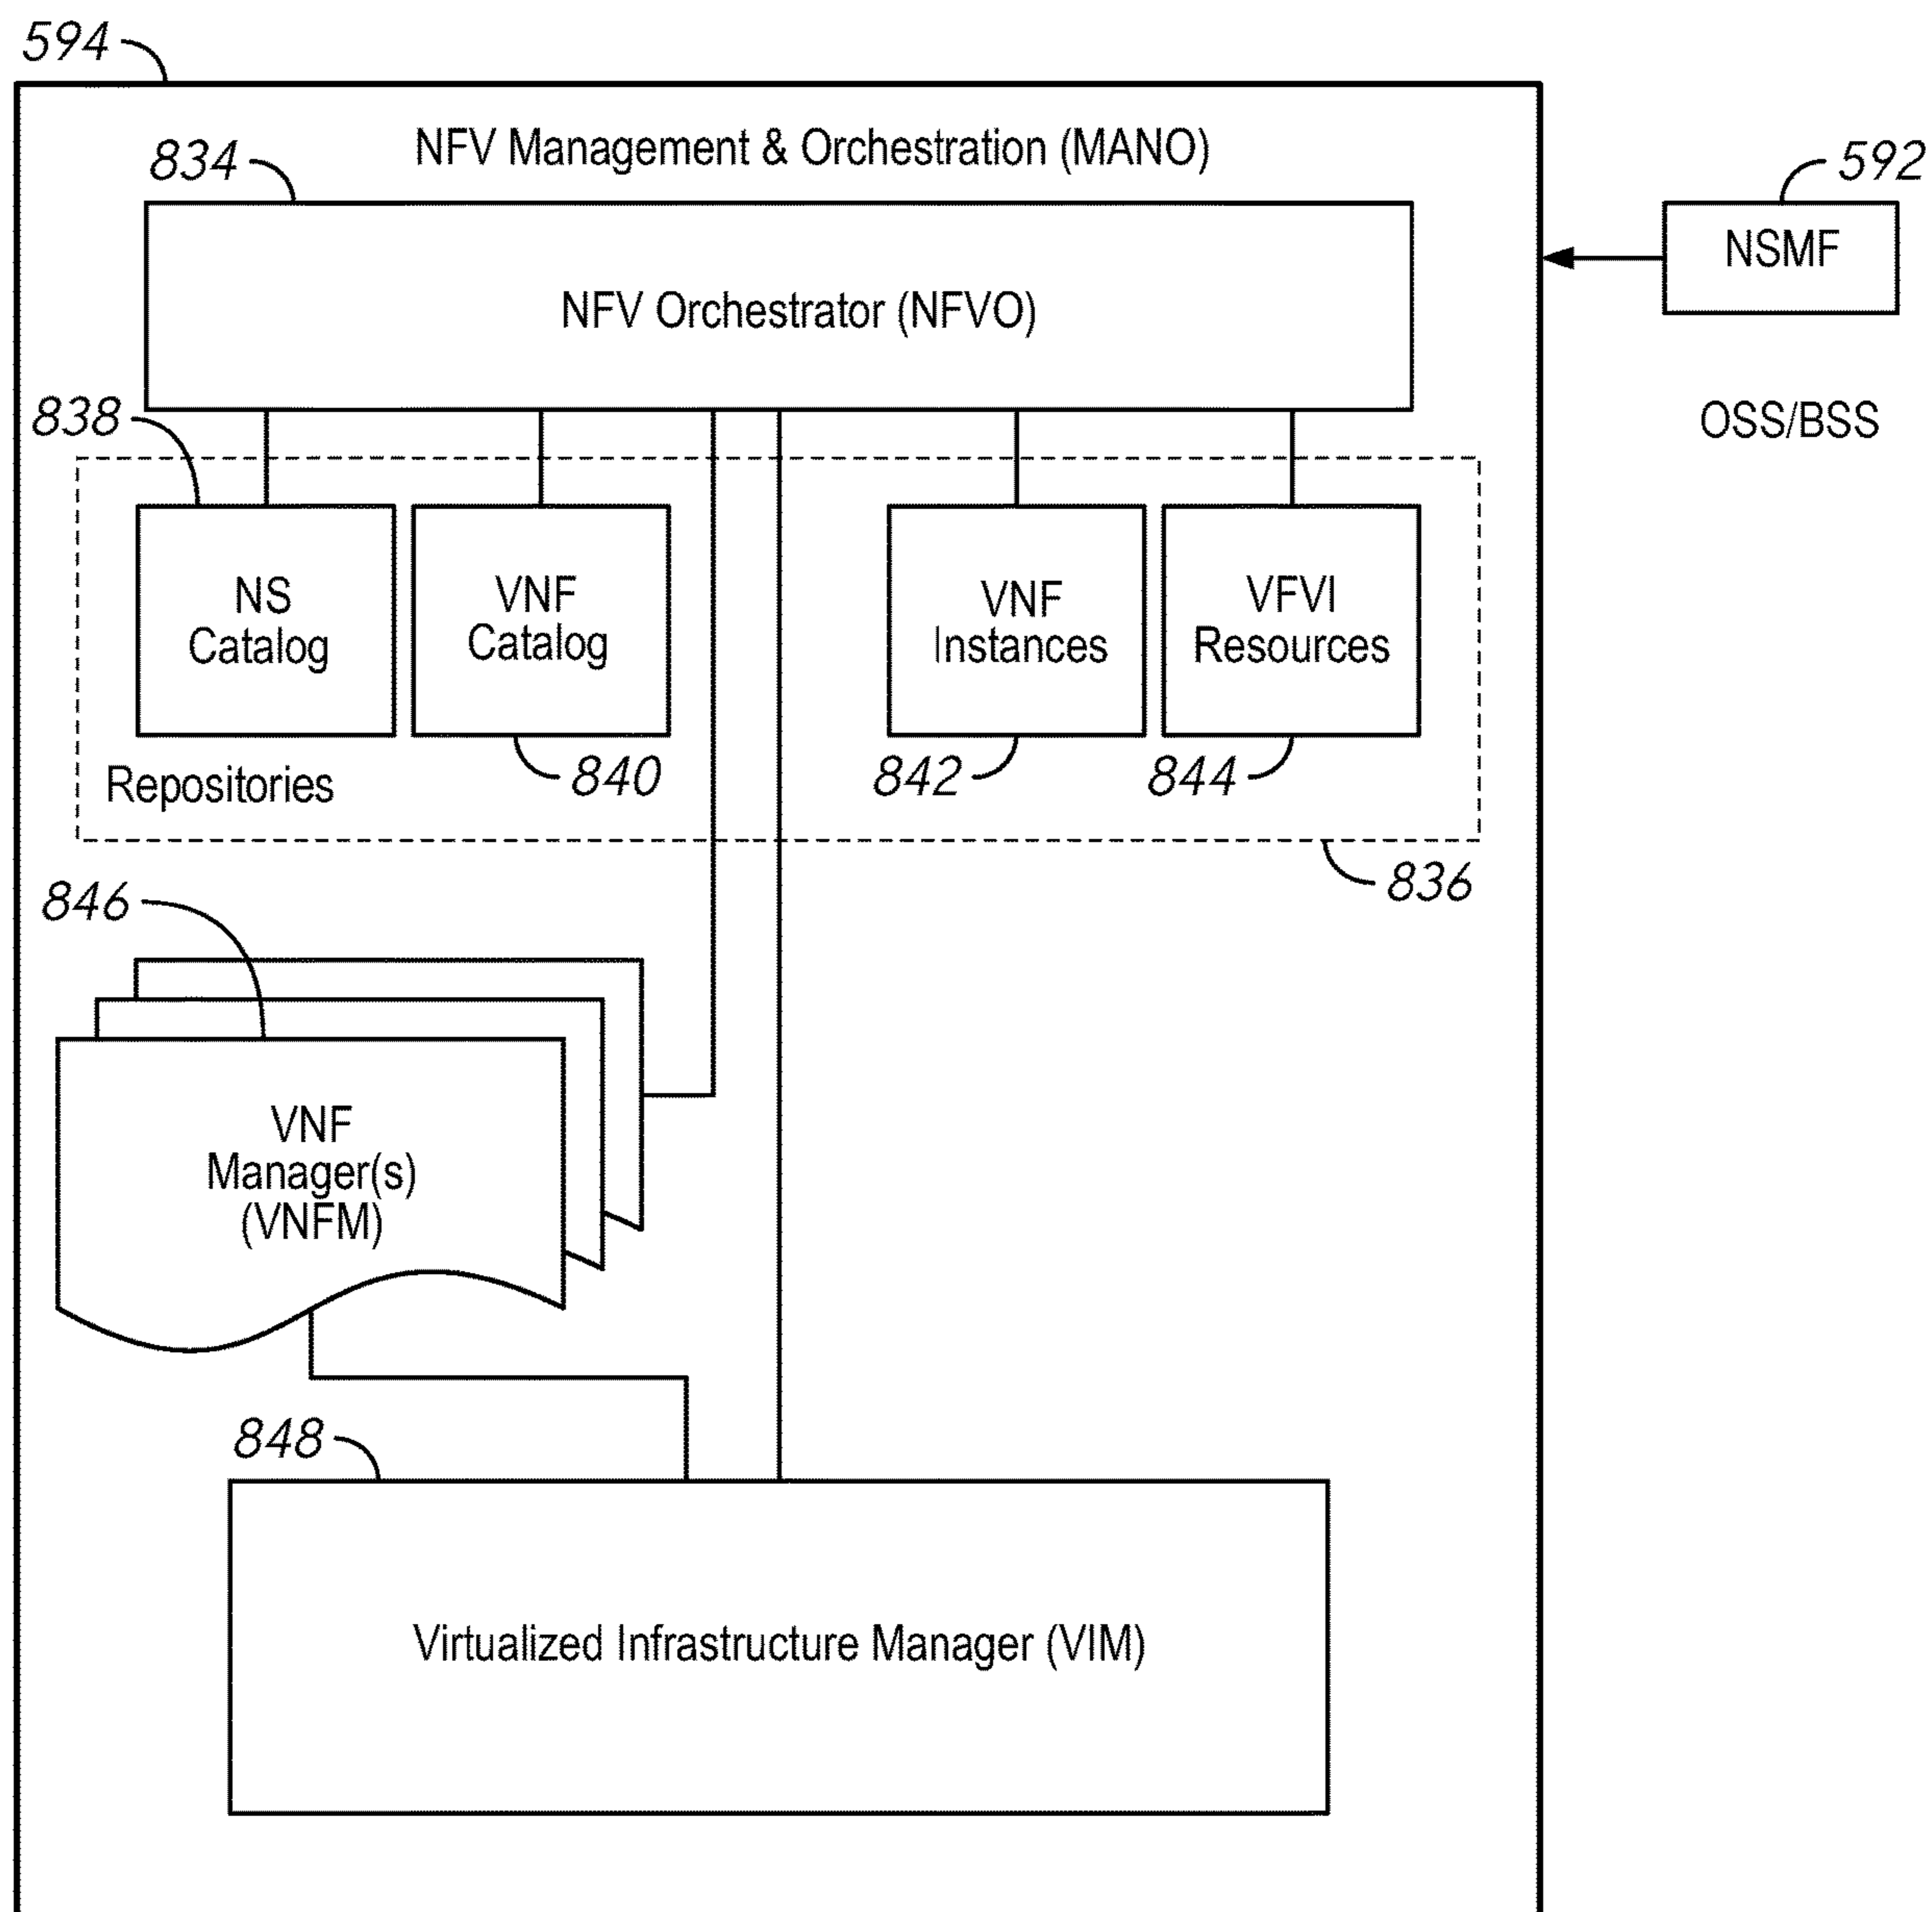 594
NFV Management & Orchestration (MANO)
834
592
NSMF
NFV Orchestrator (NFVO)
OSS/BSS
838
NS
Catalog
VNF
Catalog
VNF
Instances
VFVI
Resources
Repositories
840
842
844
836
846
VNF
Manager(s)
(VNFM)
848
Virtualized Infrastructure Manager (VIM)